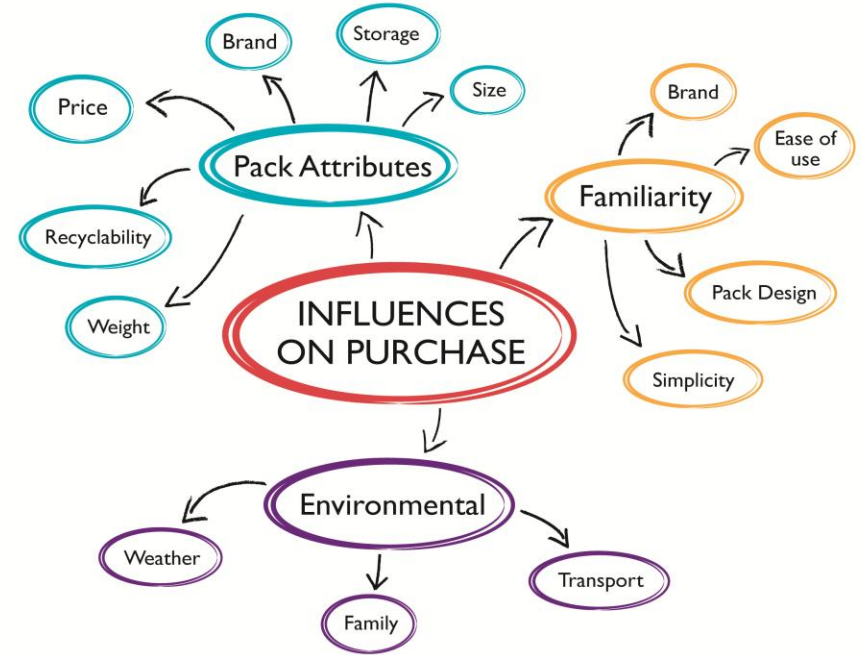 Brand
Storage
Size
Price
Pack Attributes
Recyclability
Weight
Brand
Ease of
use
Familiarity
Pack Design
Simplicity
INFLUENCES
ON PURCHASE
Environmental
Weather
Family
Transport